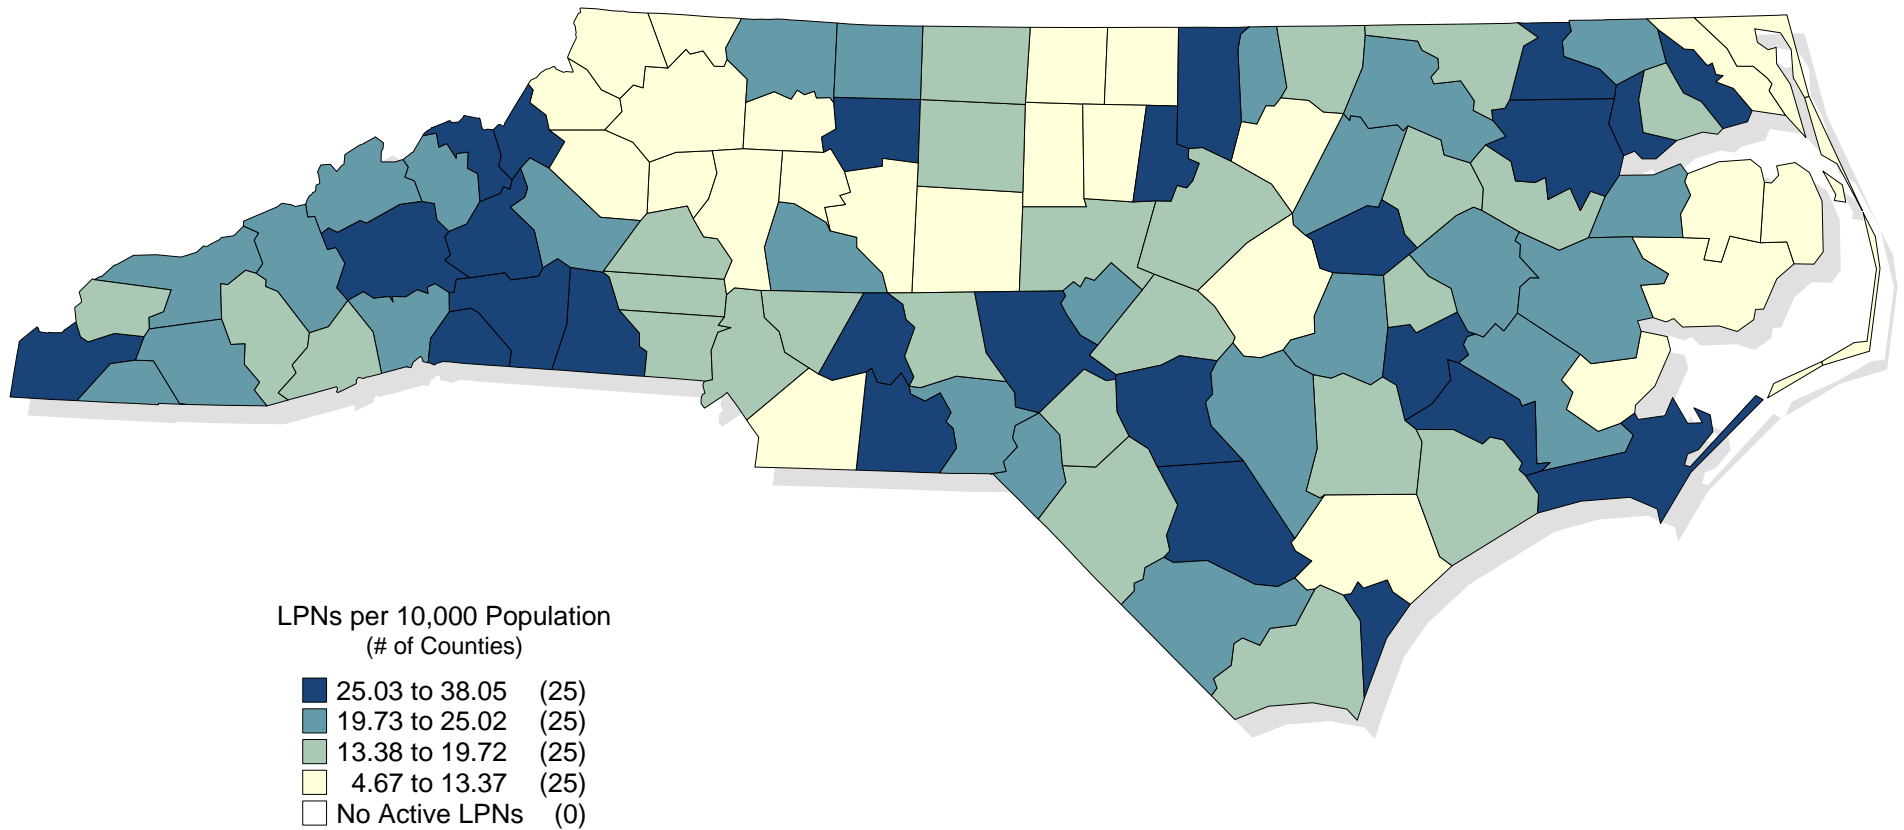 LPNs per 10,000 Population
(# of Counties)
25.03 to 38.05 (25)
19.73 to 25.02 (25)
13.38 to 19.72 (25)
4.67 to 13.37 (25)
No Active LPNs (0)